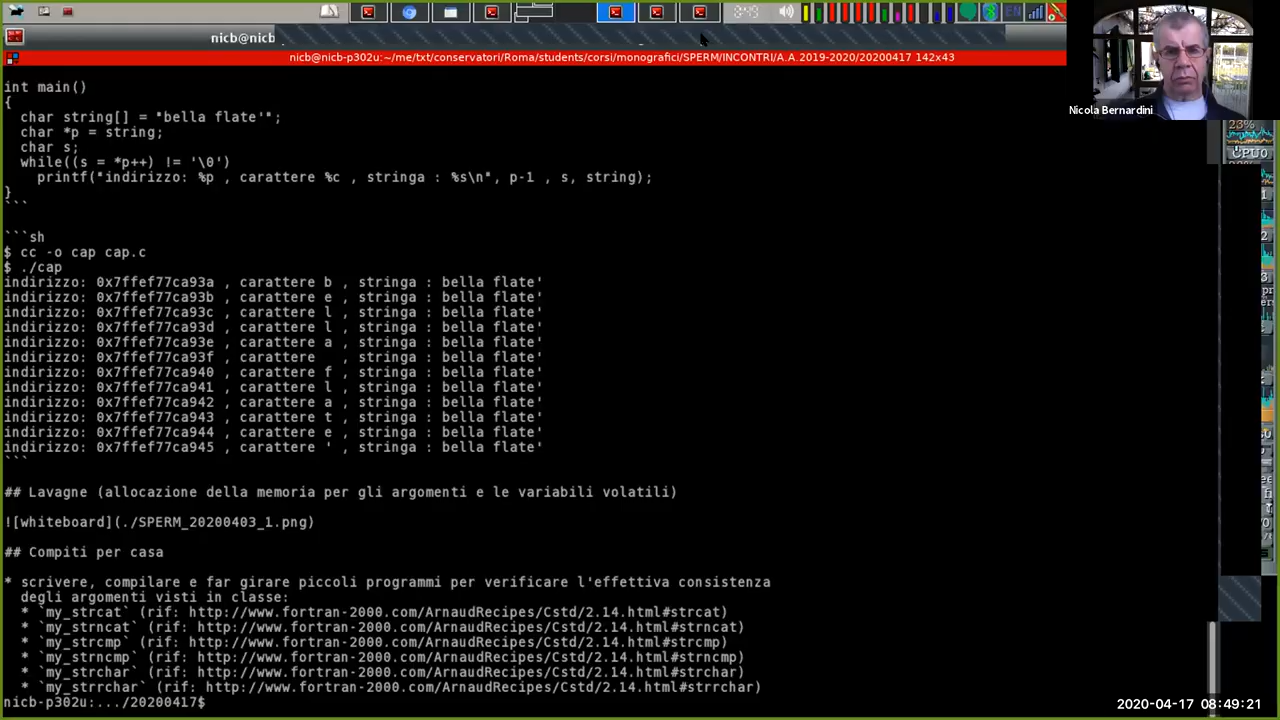 EN
nicb@nicb
nicb@nicb-p302u:~/me/txt/conservatori/Roma/students/corsi/monografici/SPERM/INCONTRI/A.A.2019-2020/20200417 142x43
Nicola Bernardini
23%
CPU0
int main()
{
  char string[] = "bella flate'";
  char *p = string;
  char s;
  while((s = *p++) != '\0')
    printf("indirizzo: %p , carattere %c , stringa : %s\n", p-1 , s, string);
}
```
```sh
$ cc -o cap cap.c
$ ./cap
indirizzo: 0x7ffef77ca93a , carattere b , stringa : bella flate'
indirizzo: 0x7ffef77ca93b , carattere e , stringa : bella flate'
indirizzo: 0x7ffef77ca93c , carattere l , stringa : bella flate'
indirizzo: 0x7ffef77ca93d , carattere l , stringa : bella flate'
indirizzo: 0x7ffef77ca93e , carattere a , stringa : bella flate'
indirizzo: 0x7ffef77ca93f , carattere   , stringa : bella flate'
indirizzo: 0x7ffef77ca940 , carattere f , stringa : bella flate'
indirizzo: 0x7ffef77ca941 , carattere l , stringa : bella flate'
indirizzo: 0x7ffef77ca942 , carattere a , stringa : bella flate'
indirizzo: 0x7ffef77ca943 , carattere t , stringa : bella flate'
indirizzo: 0x7ffef77ca944 , carattere e , stringa : bella flate'
indirizzo: 0x7ffef77ca945 , carattere ' , stringa : bella flate'
```
## Lavagne (allocazione della memoria per gli argomenti e le variabili volatili)
![whiteboard](./SPERM_20200403_1.png)
## Compiti per casa
* scrivere, compilare e far girare piccoli programmi per verificare l'effettiva consistenza
  degli argomenti visti in classe:
  * `my_strcat` (rif: http://www.fortran-2000.com/ArnaudRecipes/Cstd/2.14.html#strcat)
  * `my_strncat` (rif: http://www.fortran-2000.com/ArnaudRecipes/Cstd/2.14.html#strncat)
  * `my_strcmp` (rif: http://www.fortran-2000.com/ArnaudRecipes/Cstd/2.14.html#strcmp)
  * `my_strncmp` (rif: http://www.fortran-2000.com/ArnaudRecipes/Cstd/2.14.html#strncmp)
  * `my_strchar` (rif: http://www.fortran-2000.com/ArnaudRecipes/Cstd/2.14.html#strchar)
  * `my_strrchar` (rif: http://www.fortran-2000.com/ArnaudRecipes/Cstd/2.14.html#strrchar)
nicb-p302u:.../20200417$
2020-04-17 08:49:21